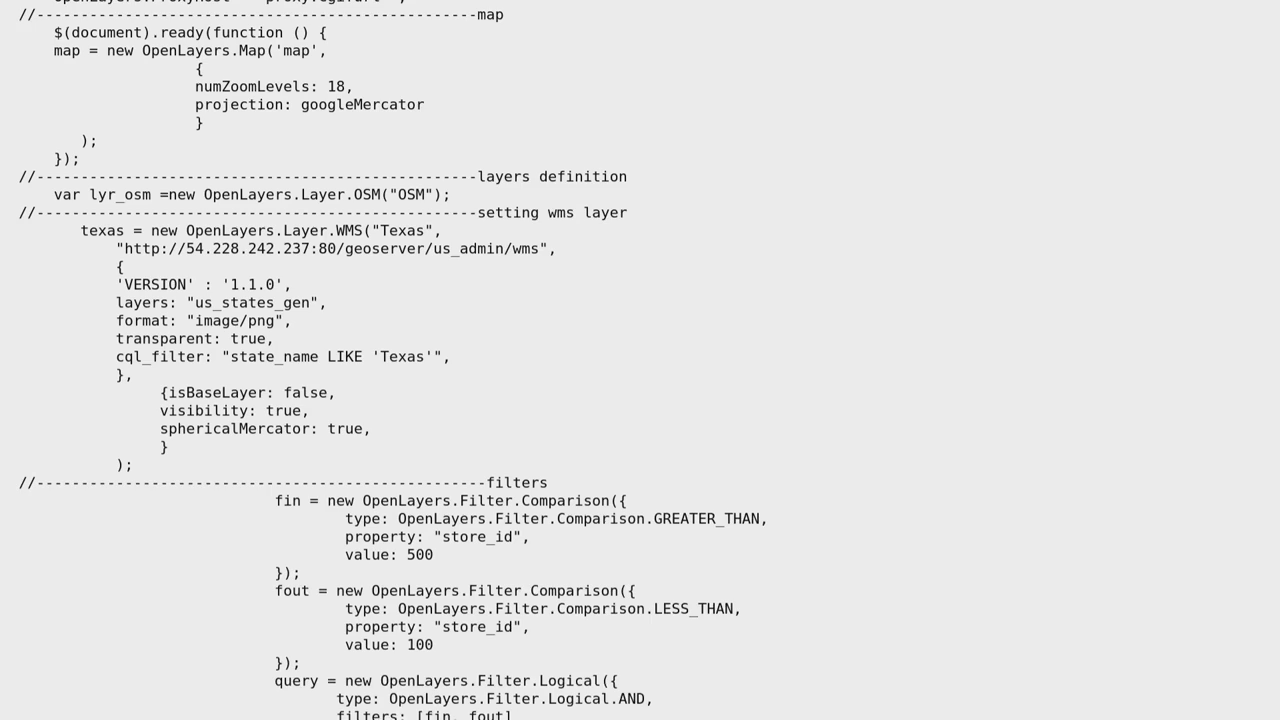 //--------------------------------------------------map
$(document).ready(function () {
map = new OpenLayers.Map('map',
{
numZoomLevels: 18,
projection: googleMercator
}
);
});
//--------------------------------------------------layers definition
var lyr_osm =new OpenLayers.Layer.OSM("OSM");
//--------------------------------------------------setting wms layer
texas = new OpenLayers.Layer.WMS("Texas",
"http://54.228.242.237:80/geoserver/us_admin/wms",
{
'VERSION' : '1.1.0',
layers: "us_states_gen",
format: "image/png",
transparent: true,
cql_filter: "state_name LIKE 'Texas'",
},
{isBaseLayer: false,
visibility: true,
sphericalMercator: true,
}
);
//---------------------------------------------------filters
fin = new OpenLayers.Filter.Comparison({
type: OpenLayers.Filter.Comparison.GREATER_THAN,
property: "store_id",
value: 500
});
fout = new OpenLayers.Filter.Comparison({
type: OpenLayers.Filter.Comparison.LESS_THAN,
property: "store_id",
value: 100
});
query = new OpenLayers.Filter.Logical({
type: OpenLayers.Filter.Logical.AND,
filters: [fin, fout]